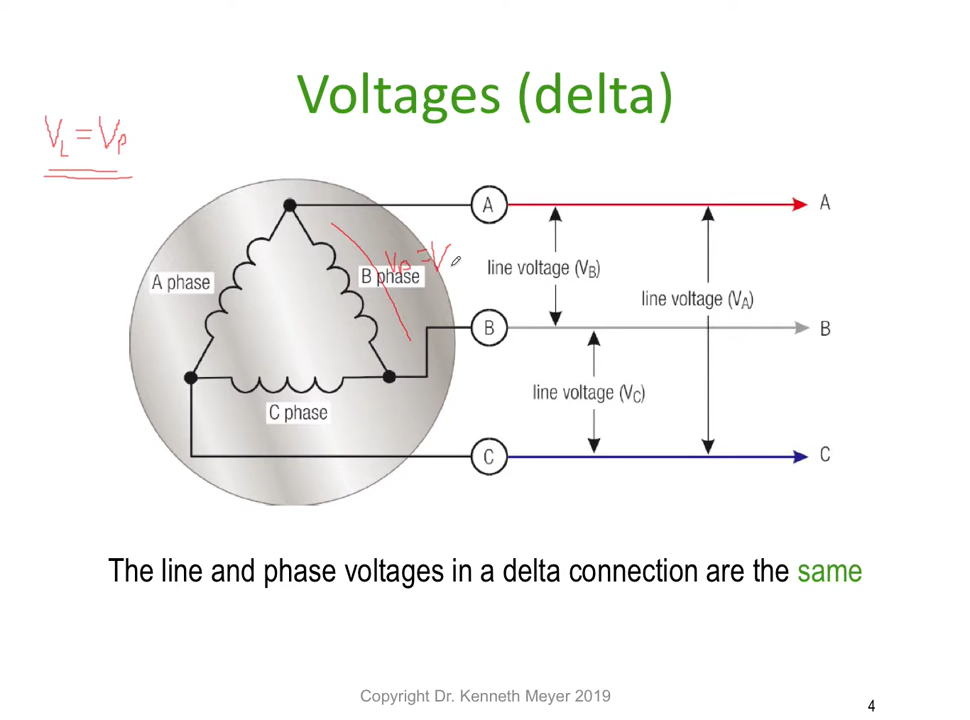 Voltages (delta)
V_L = V_P
A
A
V_P = V
B phase
line voltage (V_B)
A phase
line voltage (V_A)
B
B
line voltage (V_C)
C phase
C
C
The line and phase voltages in a delta connection are the same
Copyright Dr. Kenneth Meyer 2019
4